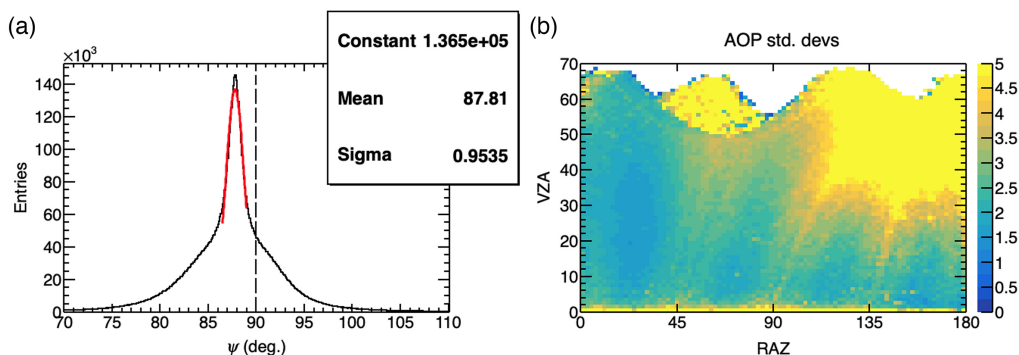 (a)
×10³
Constant 1.365e+05
Mean 87.81
Sigma 0.9535
140
120
100
80
60
40
20
0
Entries
70 75 80 85 90 95 100 105 110
ψ (deg.)
(b)
AOP std. devs
70
60
50
40
30
20
10
0
VZA
0 45 90 135 180
RAZ
5
4.5
4
3.5
3
2.5
2
1.5
1
0.5
0